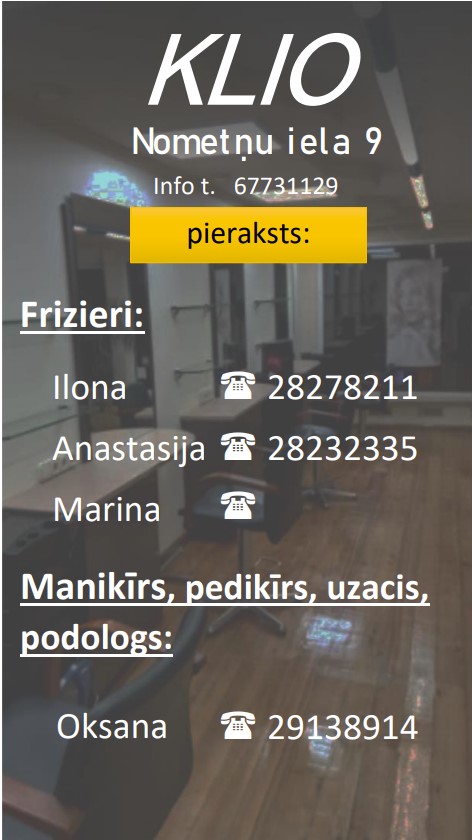 KLIO
Nometņu iela 9
Info t. 67731129
pieraksts:
Frizieri:
Ilona ☎ 28278211
Anastasija ☎ 28232335
Marina ☎
Manikīrs, pedikīrs, uzacis,
podologs:
Oksana ☎ 29138914